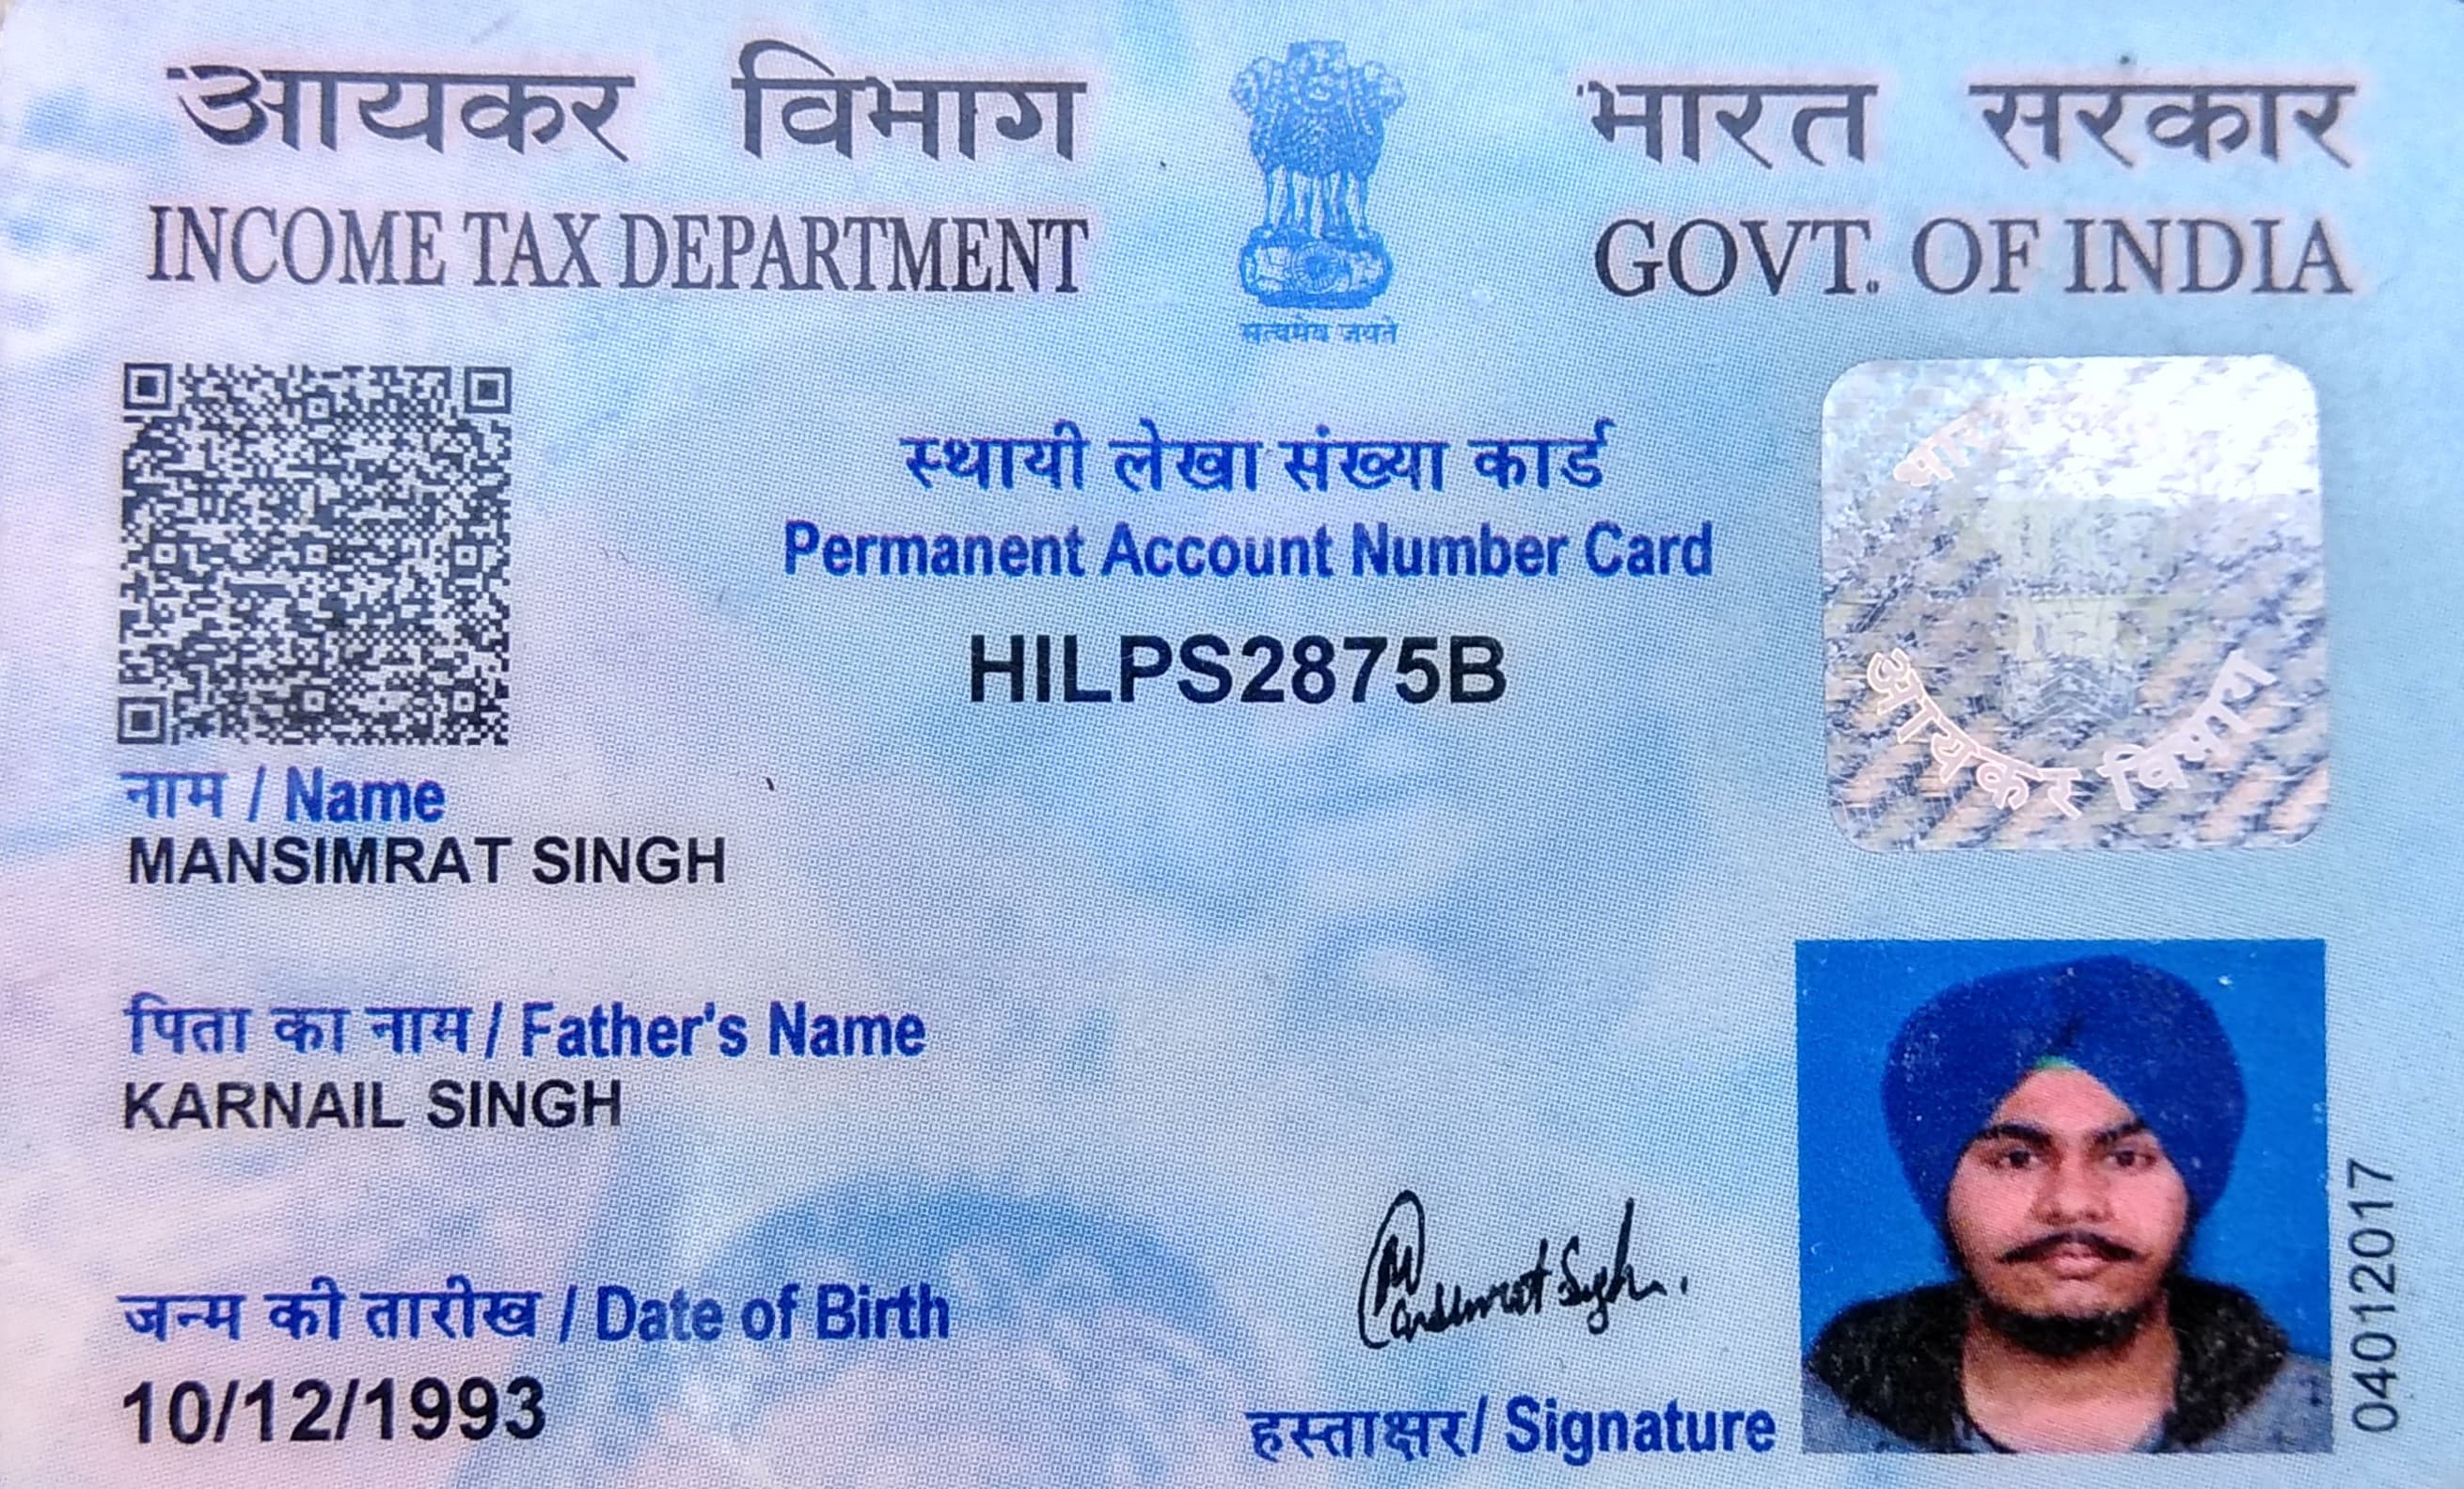 आयकर विभाग
INCOME TAX DEPARTMENT
सत्यमेव जयते
भारत सरकार
GOVT. OF INDIA
स्थायी लेखा संख्या कार्ड
Permanent Account Number Card
HILPS2875B
आयकर विभाग
नाम / Name
MANSIMRAT SINGH
पिता का नाम / Father's Name
KARNAIL SINGH
जन्म की तारीख / Date of Birth
10/12/1993
Mansimrat Singh.
हस्ताक्षर/ Signature
04012017